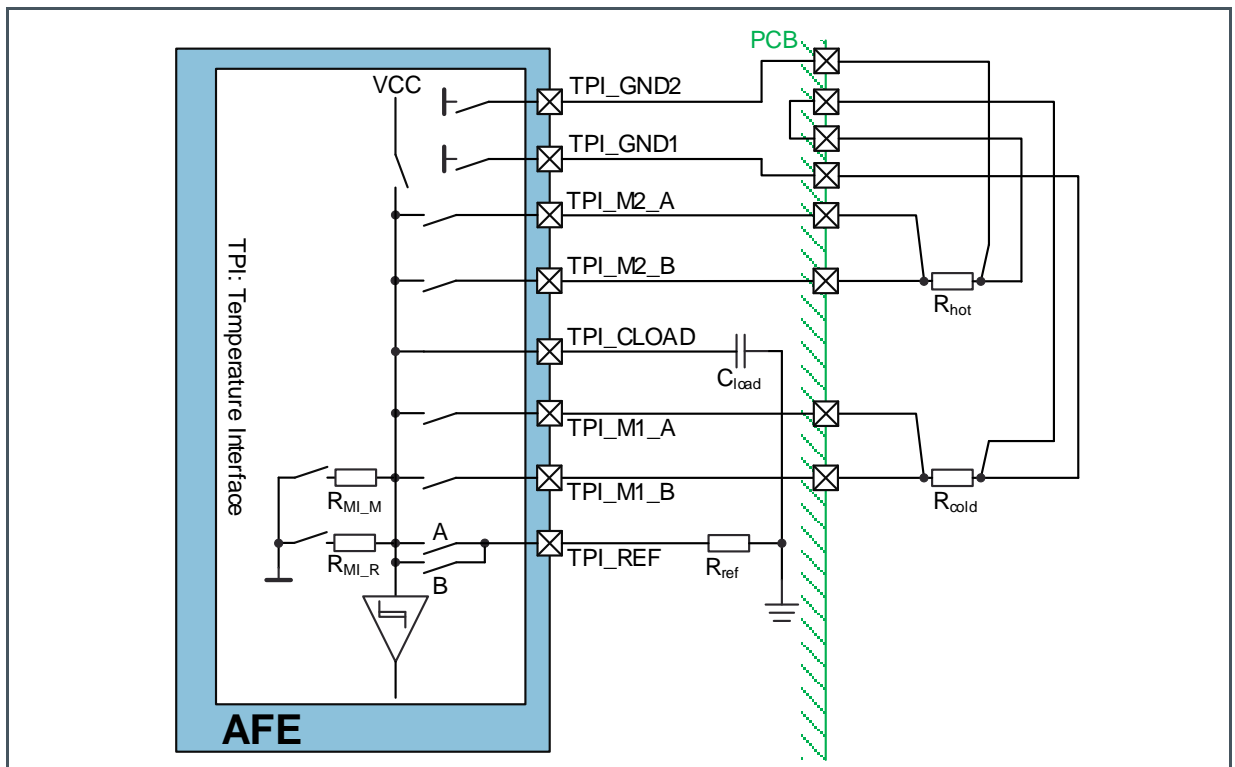 PCB
VCC
TPI_GND2
TPI_GND1
TPI_M2_A
TPI_M2_B
Rhot
TPI: Temperature Interface
TPI_CLOAD
Cload
TPI_M1_A
TPI_M1_B
Rcold
RMI_M
A
RMI_R
TPI_REF
Rref
B
AFE